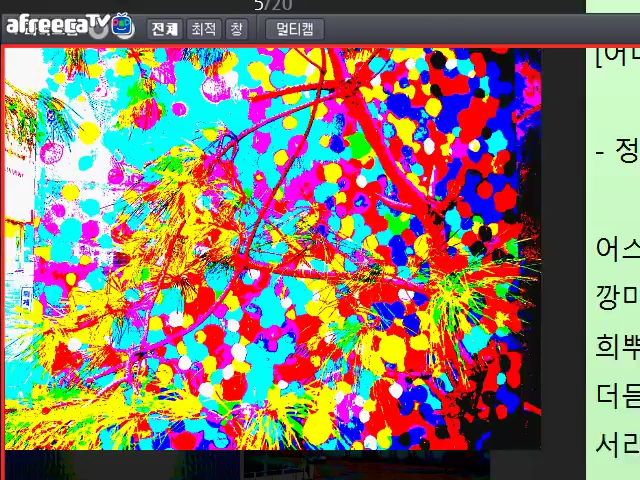 5/20
afreecaTV
전체 최적 창 멀티캠
[어
- 정
어스
깡미
희뿌
더듬
서리